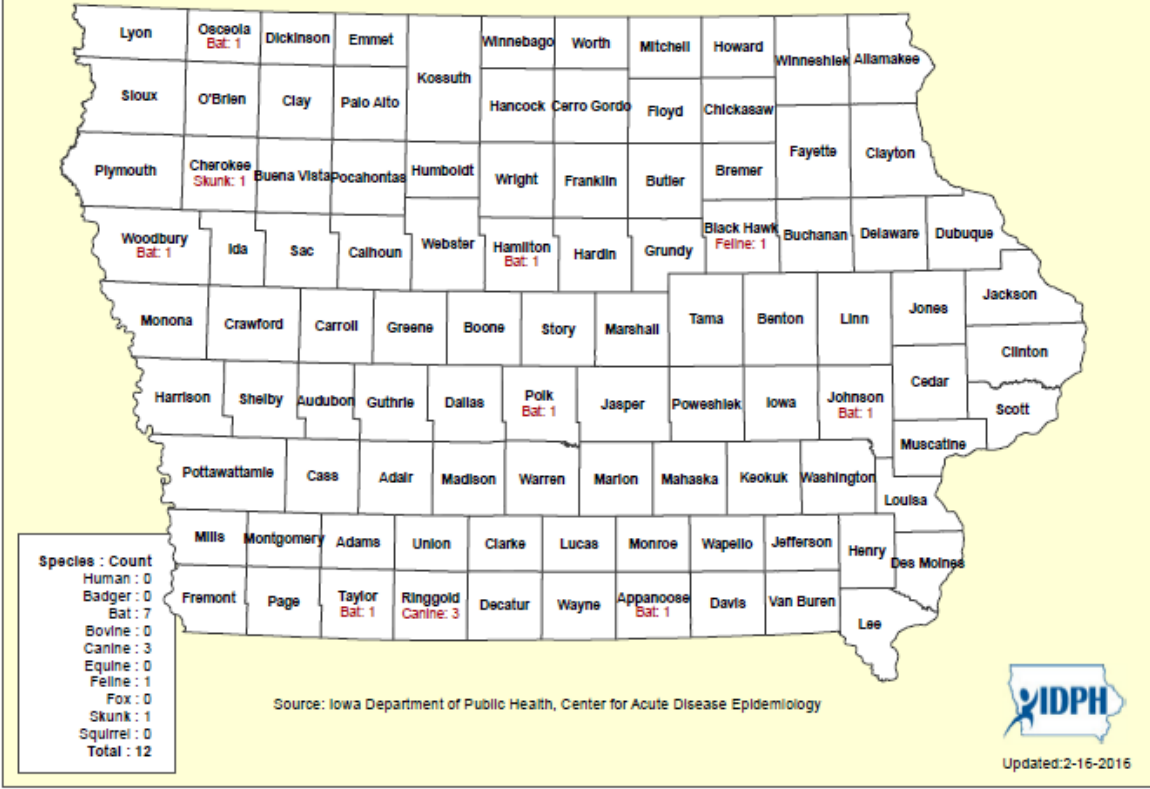 Lyon
Osceola
Bat: 1
Dickinson
Emmet
Kossuth
Winnebago
Worth
Mitchell
Howard
Winneshiek
Allamakee
Sioux
O'Brien
Clay
Palo Alto
Hancock
Cerro Gordo
Floyd
Chickasaw
Plymouth
Cherokee
Skunk: 1
Buena Vista
Pocahontas
Humboldt
Wright
Franklin
Butler
Bremer
Fayette
Clayton
Woodbury
Bat: 1
Ida
Sac
Calhoun
Webster
Hamilton
Bat: 1
Hardin
Grundy
Black Hawk
Feline: 1
Buchanan
Delaware
Dubuque
Monona
Crawford
Carroll
Greene
Boone
Story
Marshall
Tama
Benton
Linn
Jones
Jackson
Clinton
Harrison
Shelby
Audubon
Guthrie
Dallas
Polk
Bat: 1
Jasper
Poweshiek
Iowa
Johnson
Bat: 1
Cedar
Scott
Muscatine
Pottawattamie
Cass
Adair
Madison
Warren
Marion
Mahaska
Keokuk
Washington
Louisa
Mills
Montgomery
Adams
Union
Clarke
Lucas
Monroe
Wapello
Jefferson
Henry
Des Moines
Fremont
Page
Taylor
Bat: 1
Ringgold
Canine: 3
Decatur
Wayne
Appanoose
Bat: 1
Davis
Van Buren
Lee
Species : Count
Human : 0
Badger : 0
Bat : 7
Bovine : 0
Canine : 3
Equine : 0
Feline : 1
Fox : 0
Skunk : 1
Squirrel : 0
Total : 12
Source: Iowa Department of Public Health, Center for Acute Disease Epidemiology
IDPH
Updated:2-16-2016